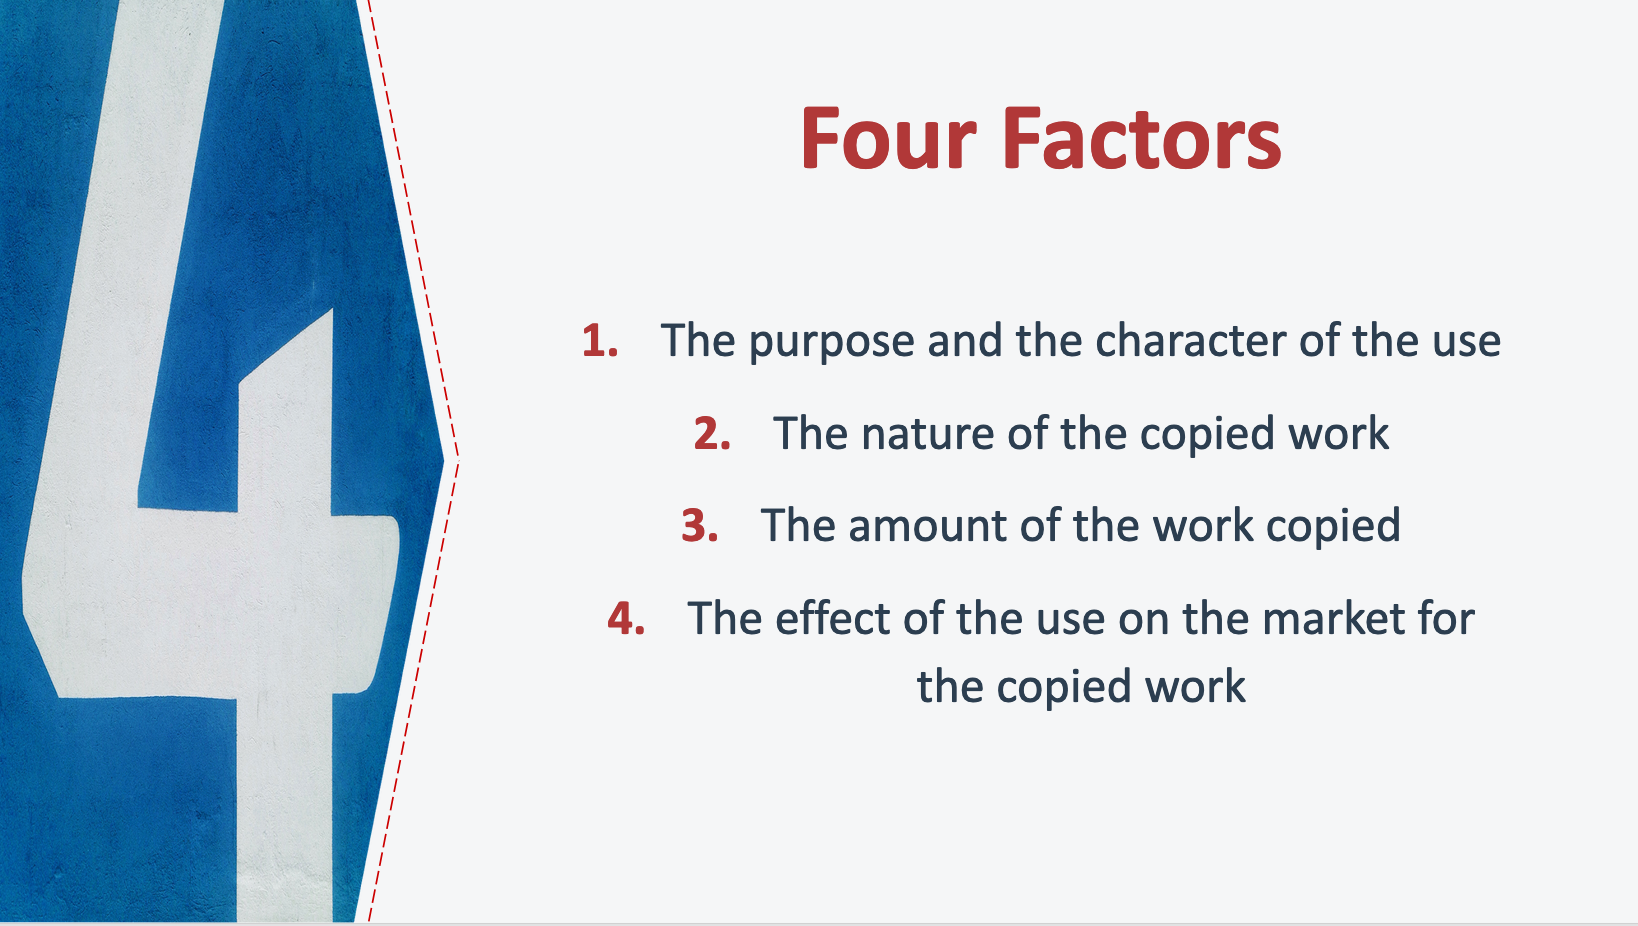 4
Four Factors
1. The purpose and the character of the use
2. The nature of the copied work
3. The amount of the work copied
4. The effect of the use on the market for
the copied work